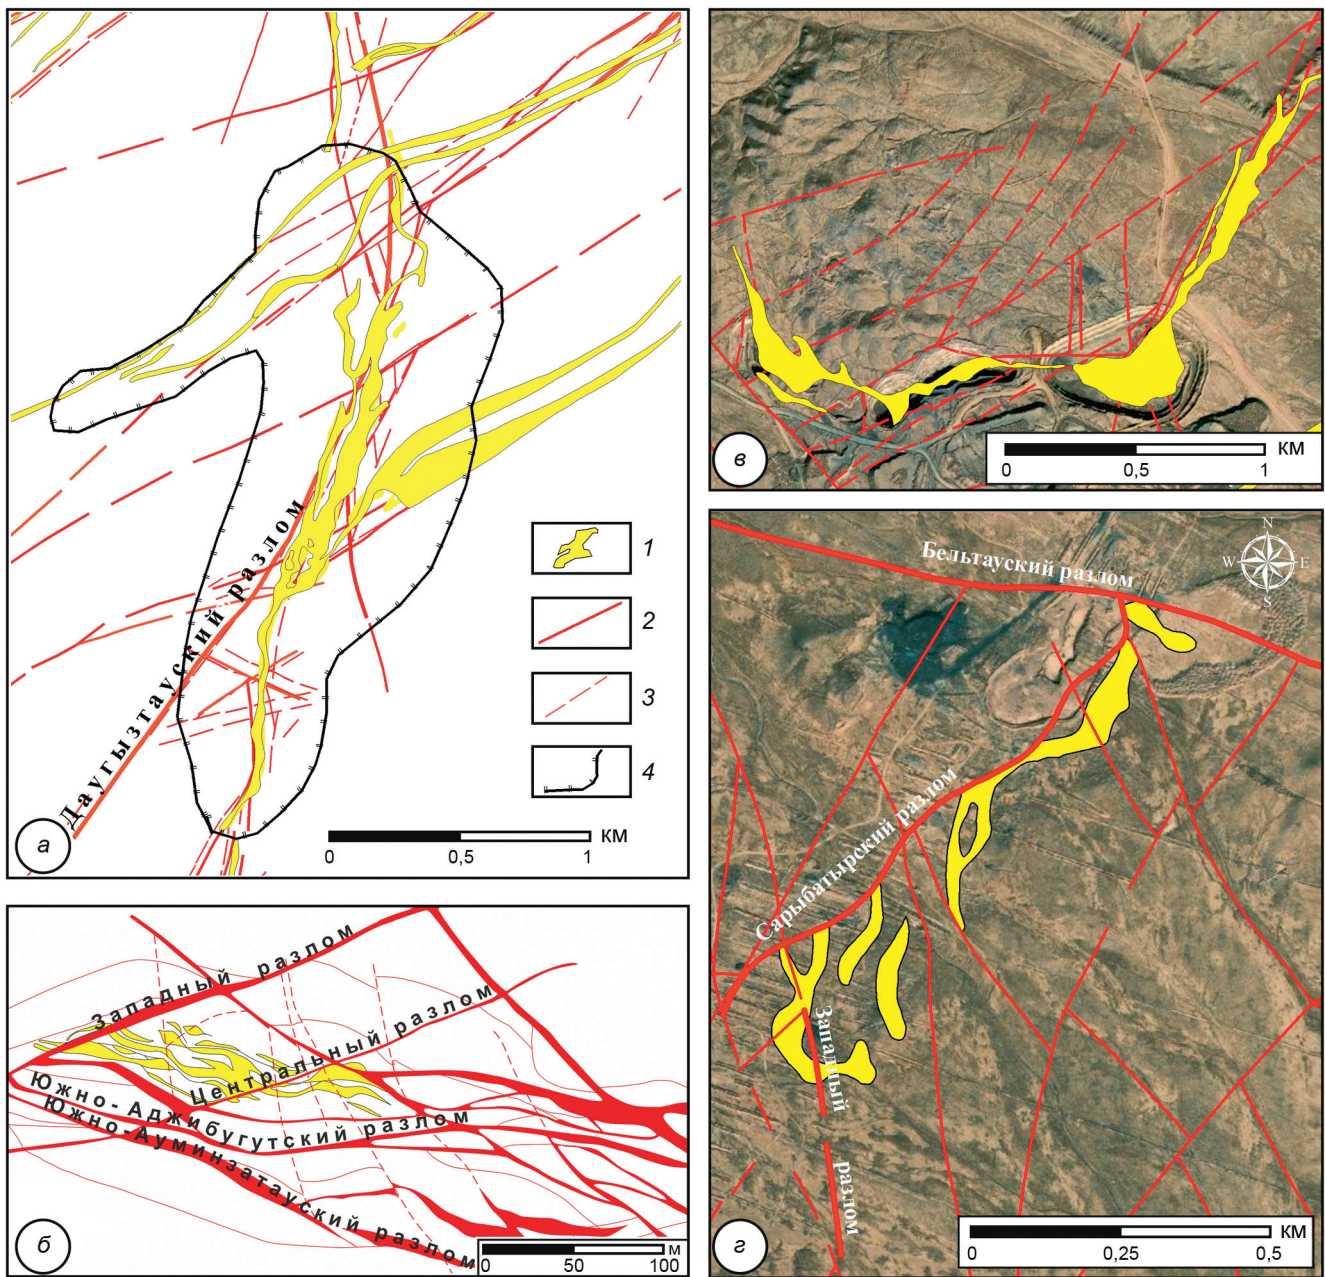 Даугызтауский разлом
1
2
3
4
а
0 0,5 1 км
Западный разлом
Центральный разлом
Южно-Аджибугутский разлом
Южно-Ауминзатауский разлом
б
0 50 100 м
в
0 0,5 1 км
Бельтауский разлом
N
W E
S
Сарыбатырский разлом
Западный разлом
г
0 0,25 0,5 км